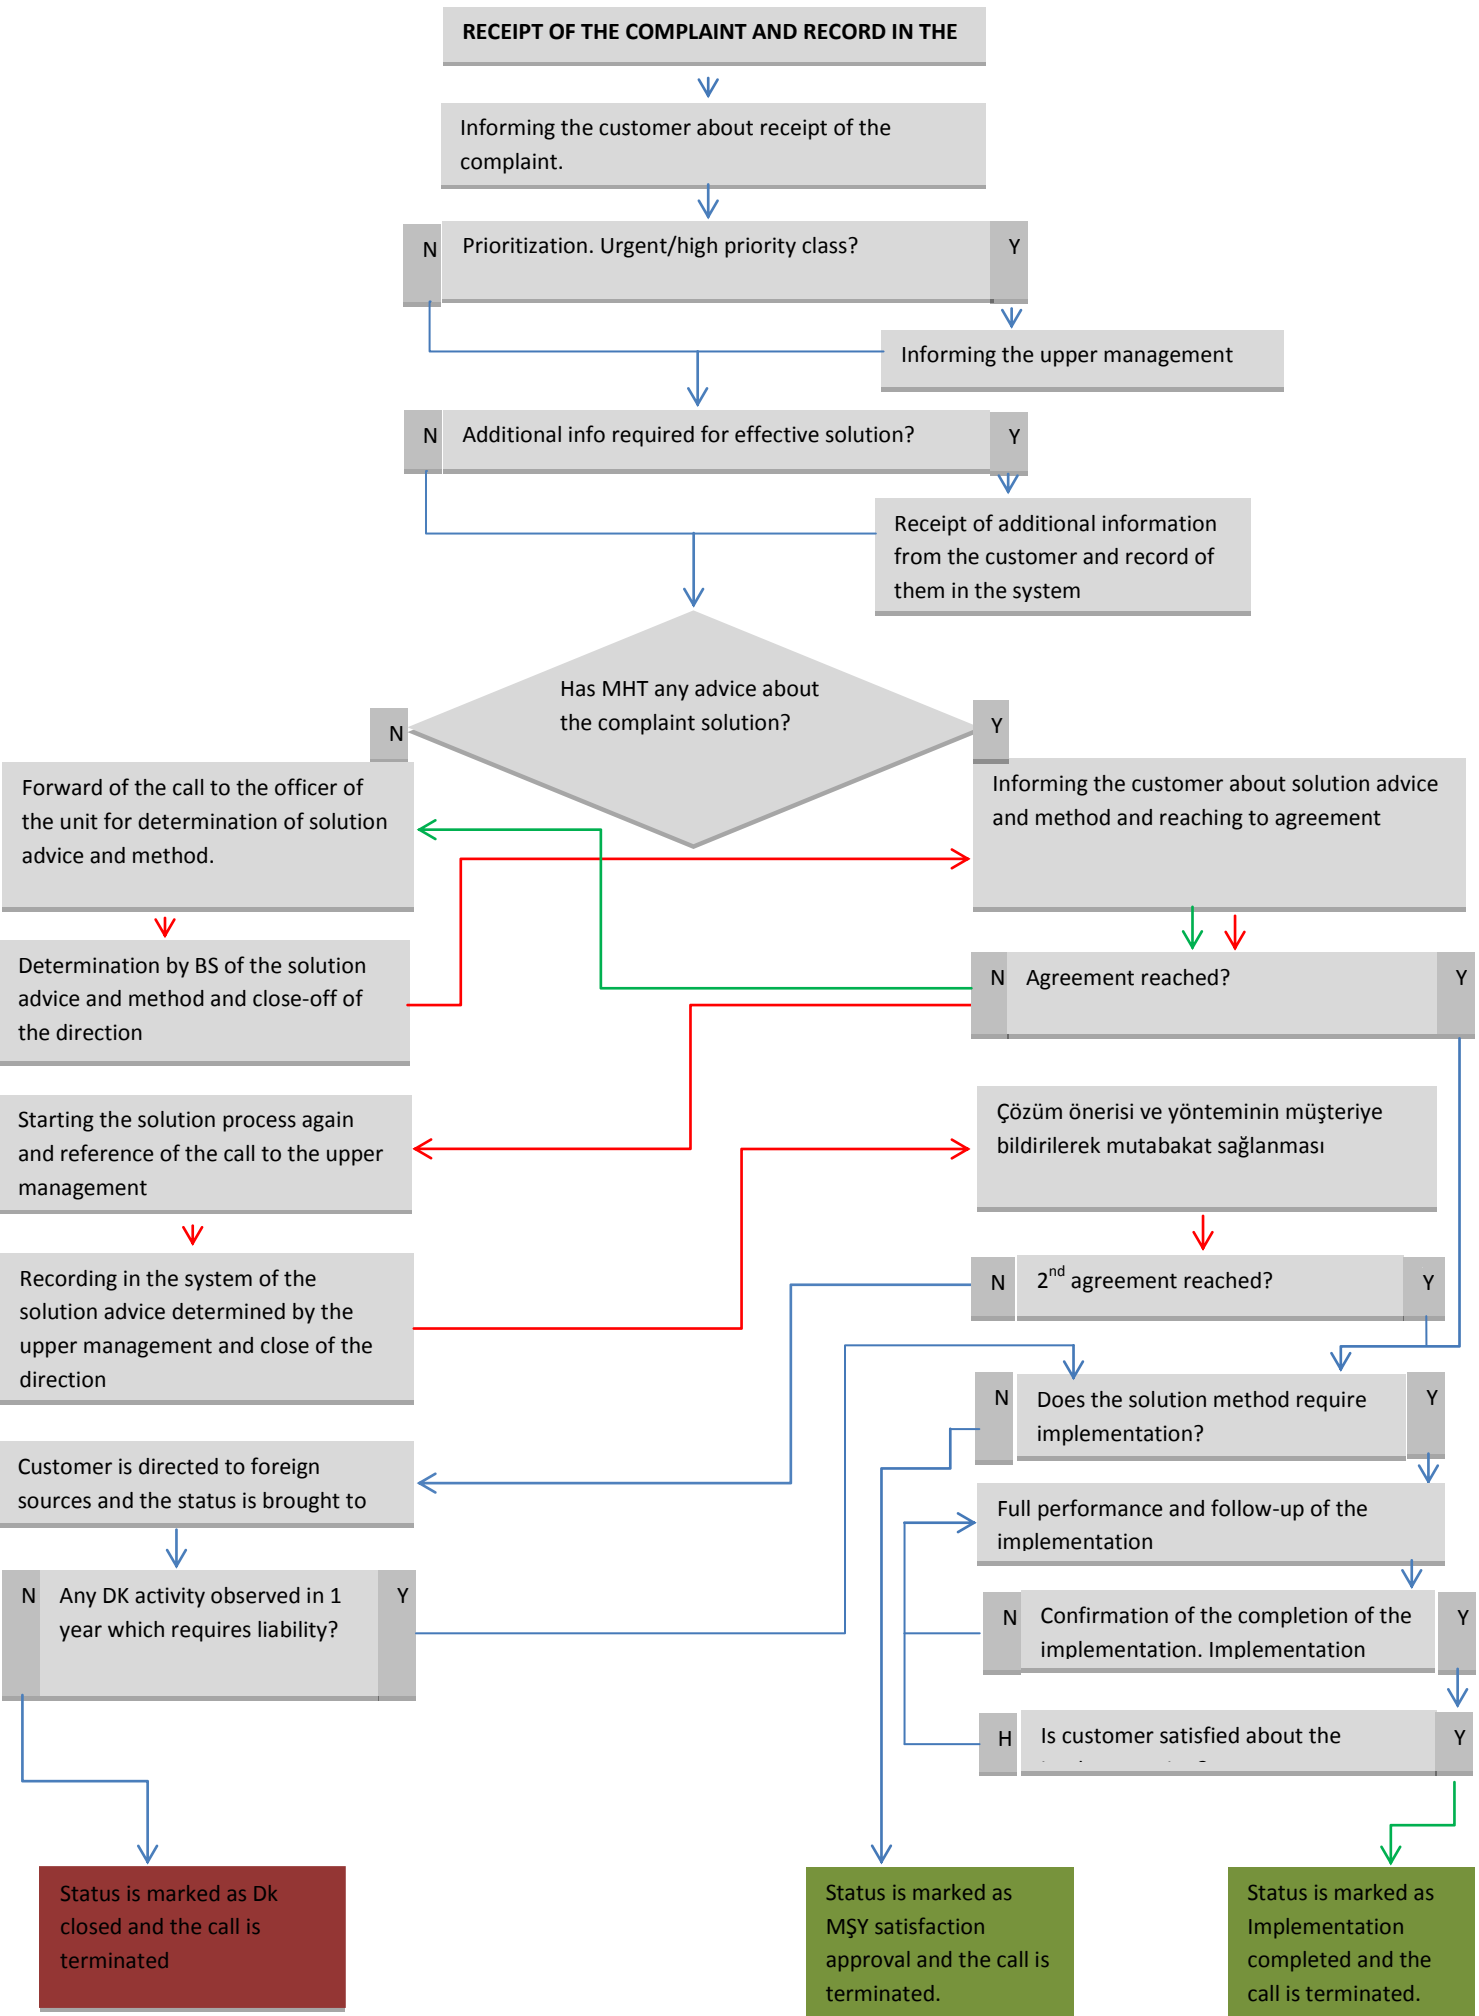 RECEIPT OF THE COMPLAINT AND RECORD IN THE
Informing the customer about receipt of the
complaint.
N
Prioritization. Urgent/high priority class?
Y
Informing the upper management
N
Additional info required for effective solution?
Y
Receipt of additional information
from the customer and record of
them in the system
Has MHT any advice about
the complaint solution?
N
Y
Forward of the call to the officer of
the unit for determination of solution
advice and method.
Informing the customer about solution advice
and method and reaching to agreement
Determination by BS of the solution
advice and method and close-off of
the direction
N
Agreement reached?
Y
Starting the solution process again
and reference of the call to the upper
management
Çözüm önerisi ve yönteminin müşteriye
bildirilerek mutabakat sağlanması
Recording in the system of the
solution advice determined by the
upper management and close of the
direction
N
2nd agreement reached?
Y
N
Does the solution method require
implementation?
Y
Customer is directed to foreign
sources and the status is brought to
Full performance and follow-up of the
implementation
N
Any DK activity observed in 1
year which requires liability?
Y
N
Confirmation of the completion of the
implementation. Implementation
Y
H
Is customer satisfied about the
Y
Status is marked as Dk
closed and the call is
terminated
Status is marked as
MŞY satisfaction
approval and the call is
terminated.
Status is marked as
Implementation
completed and the
call is terminated.